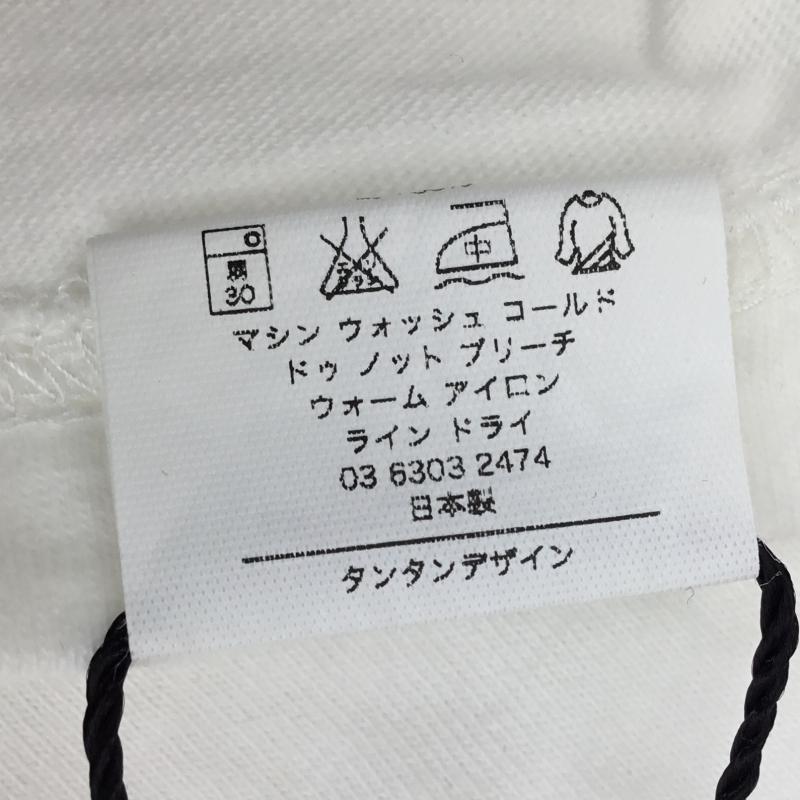 30
中
マシン ウォッシュ コールド
ドゥ ノット ブリーチ
ウォーム アイロン
ライン ドライ
03 6303 2474
日本製
タンタンデザイン